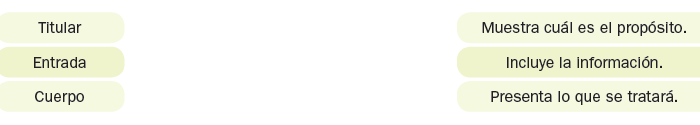 Titular
Muestra cuál es el propósito.
Entrada
Incluye la información.
Cuerpo
Presenta lo que se tratará.